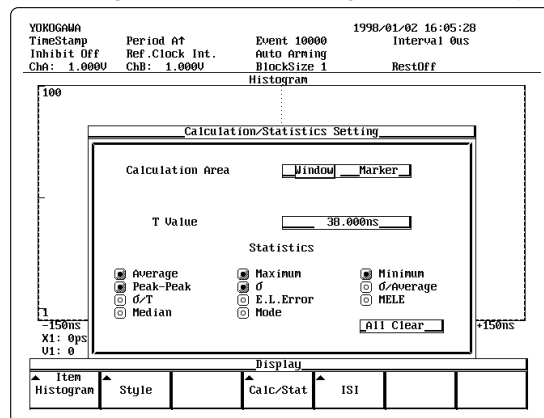 YOKOGAWA 1998/01/02 16:05:28
TimeStamp Period A↑ Event 10000 Interval 0us
Inhibit Off Ref.Clock Int. Auto Arming
ChA: 1.000V ChB: 1.000V BlockSize 1 RestOff
Histogram
100
Calculation/Statistics Setting
Calculation Area Window Marker
T Value 38.000ns
Statistics
Average Maximum Minimum
Peak-Peak σ σ/Average
σ/T E.L.Error MELE
Median Mode
All Clear
1
-150ns +150ns
X1: 0ps
V1: 0
Display
Item
Histogram Style Calc/Stat ISI